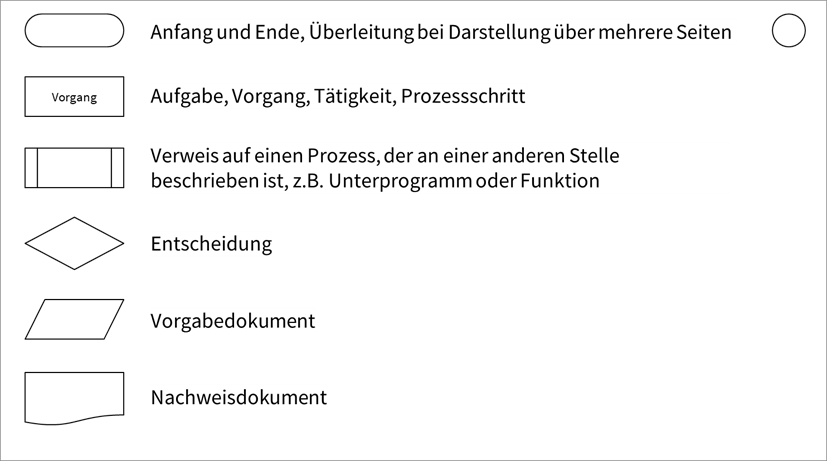 Anfang und Ende, Überleitung bei Darstellung über mehrere Seiten
Vorgang
Aufgabe, Vorgang, Tätigkeit, Prozessschritt
Verweis auf einen Prozess, der an einer anderen Stelle
beschrieben ist, z.B. Unterprogramm oder Funktion
Entscheidung
Vorgabedokument
Nachweisdokument